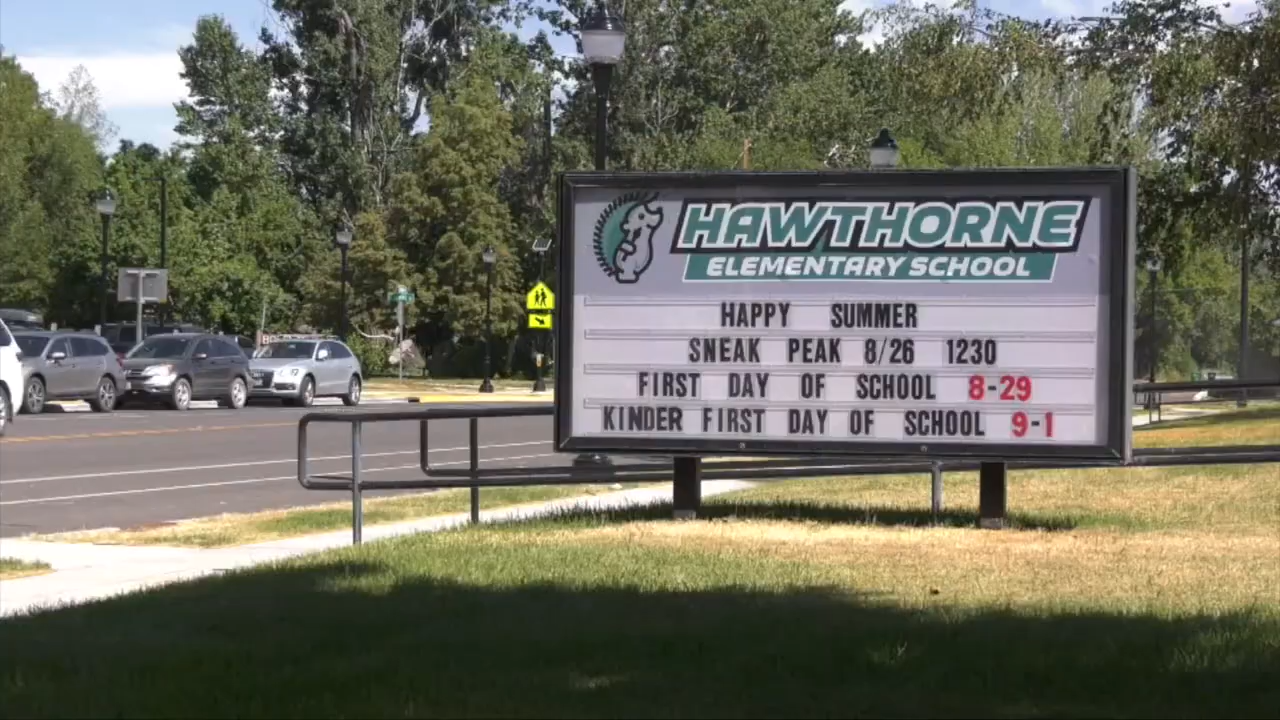 HAWTHORNE
ELEMENTARY SCHOOL
HAPPY SUMMER
SNEAK PEAK 8/26 1230
FIRST DAY OF SCHOOL 8-29
KINDER FIRST DAY OF SCHOOL 9-1